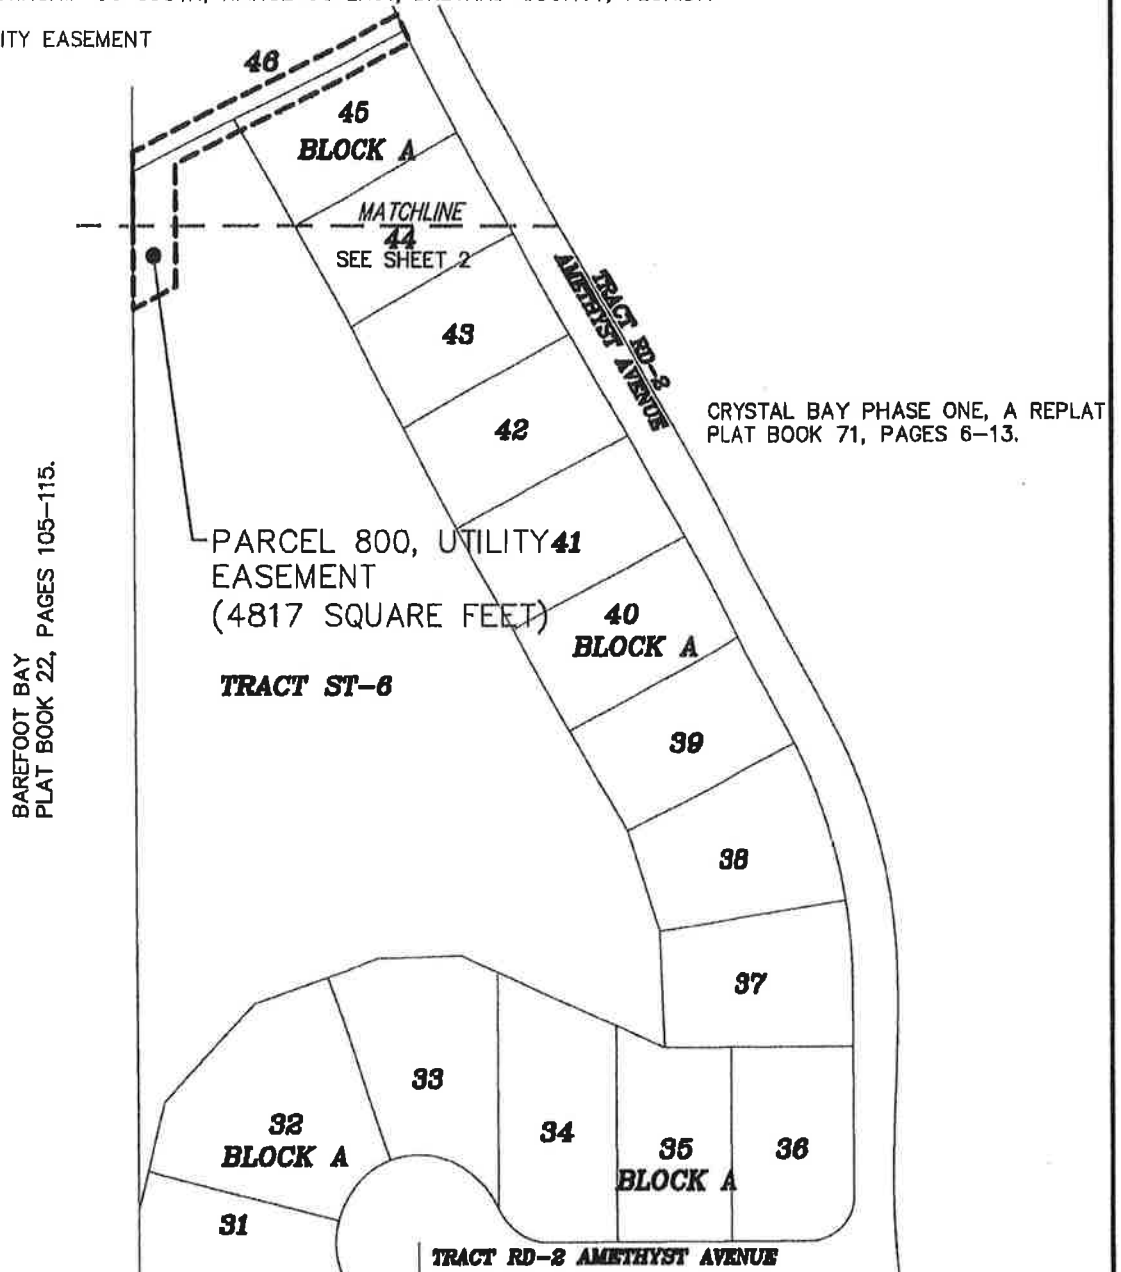 ITY EASEMENT
46
45
BLOCK A
MATCHLINE
44
SEE SHEET 2
43
TRACT RD-2
AMETHYST AVENUE
42
CRYSTAL BAY PHASE ONE, A REPLAT
PLAT BOOK 71, PAGES 6-13.
BAREFOOT BAY
PLAT BOOK 22, PAGES 105-115.
PARCEL 800, UTILITY
EASEMENT
(4817 SQUARE FEET)
41
40
BLOCK A
TRACT ST-6
39
38
37
33
32
BLOCK A
34
35
BLOCK A
36
31
TRACT RD-2 AMETHYST AVENUE